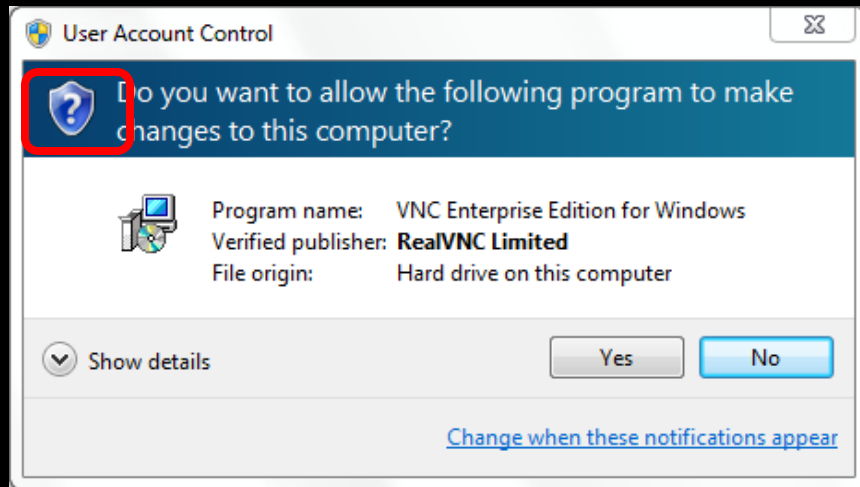 User Account Control
Do you want to allow the following program to make
changes to this computer?
Program name: VNC Enterprise Edition for Windows
Verified publisher: RealVNC Limited
File origin: Hard drive on this computer
Show details
Yes
No
Change when these notifications appear